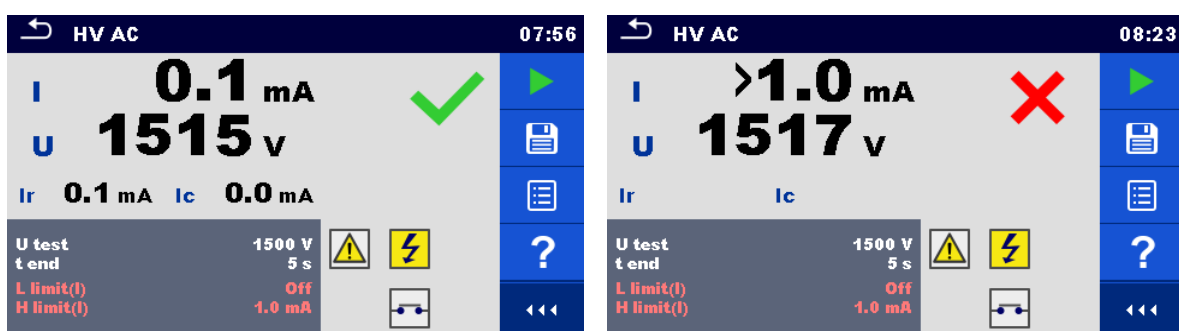 HV AC 07:56
I 0.1 mA
U 1515 V
Ir 0.1 mA Ic 0.0 mA
U test 1500 V
t end 5 s
L limit(I) Off
H limit(I) 1.0 mA
?
HV AC 08:23
I >1.0 mA
U 1517 V
Ir Ic
U test 1500 V
t end 5 s
L limit(I) Off
H limit(I) 1.0 mA
?